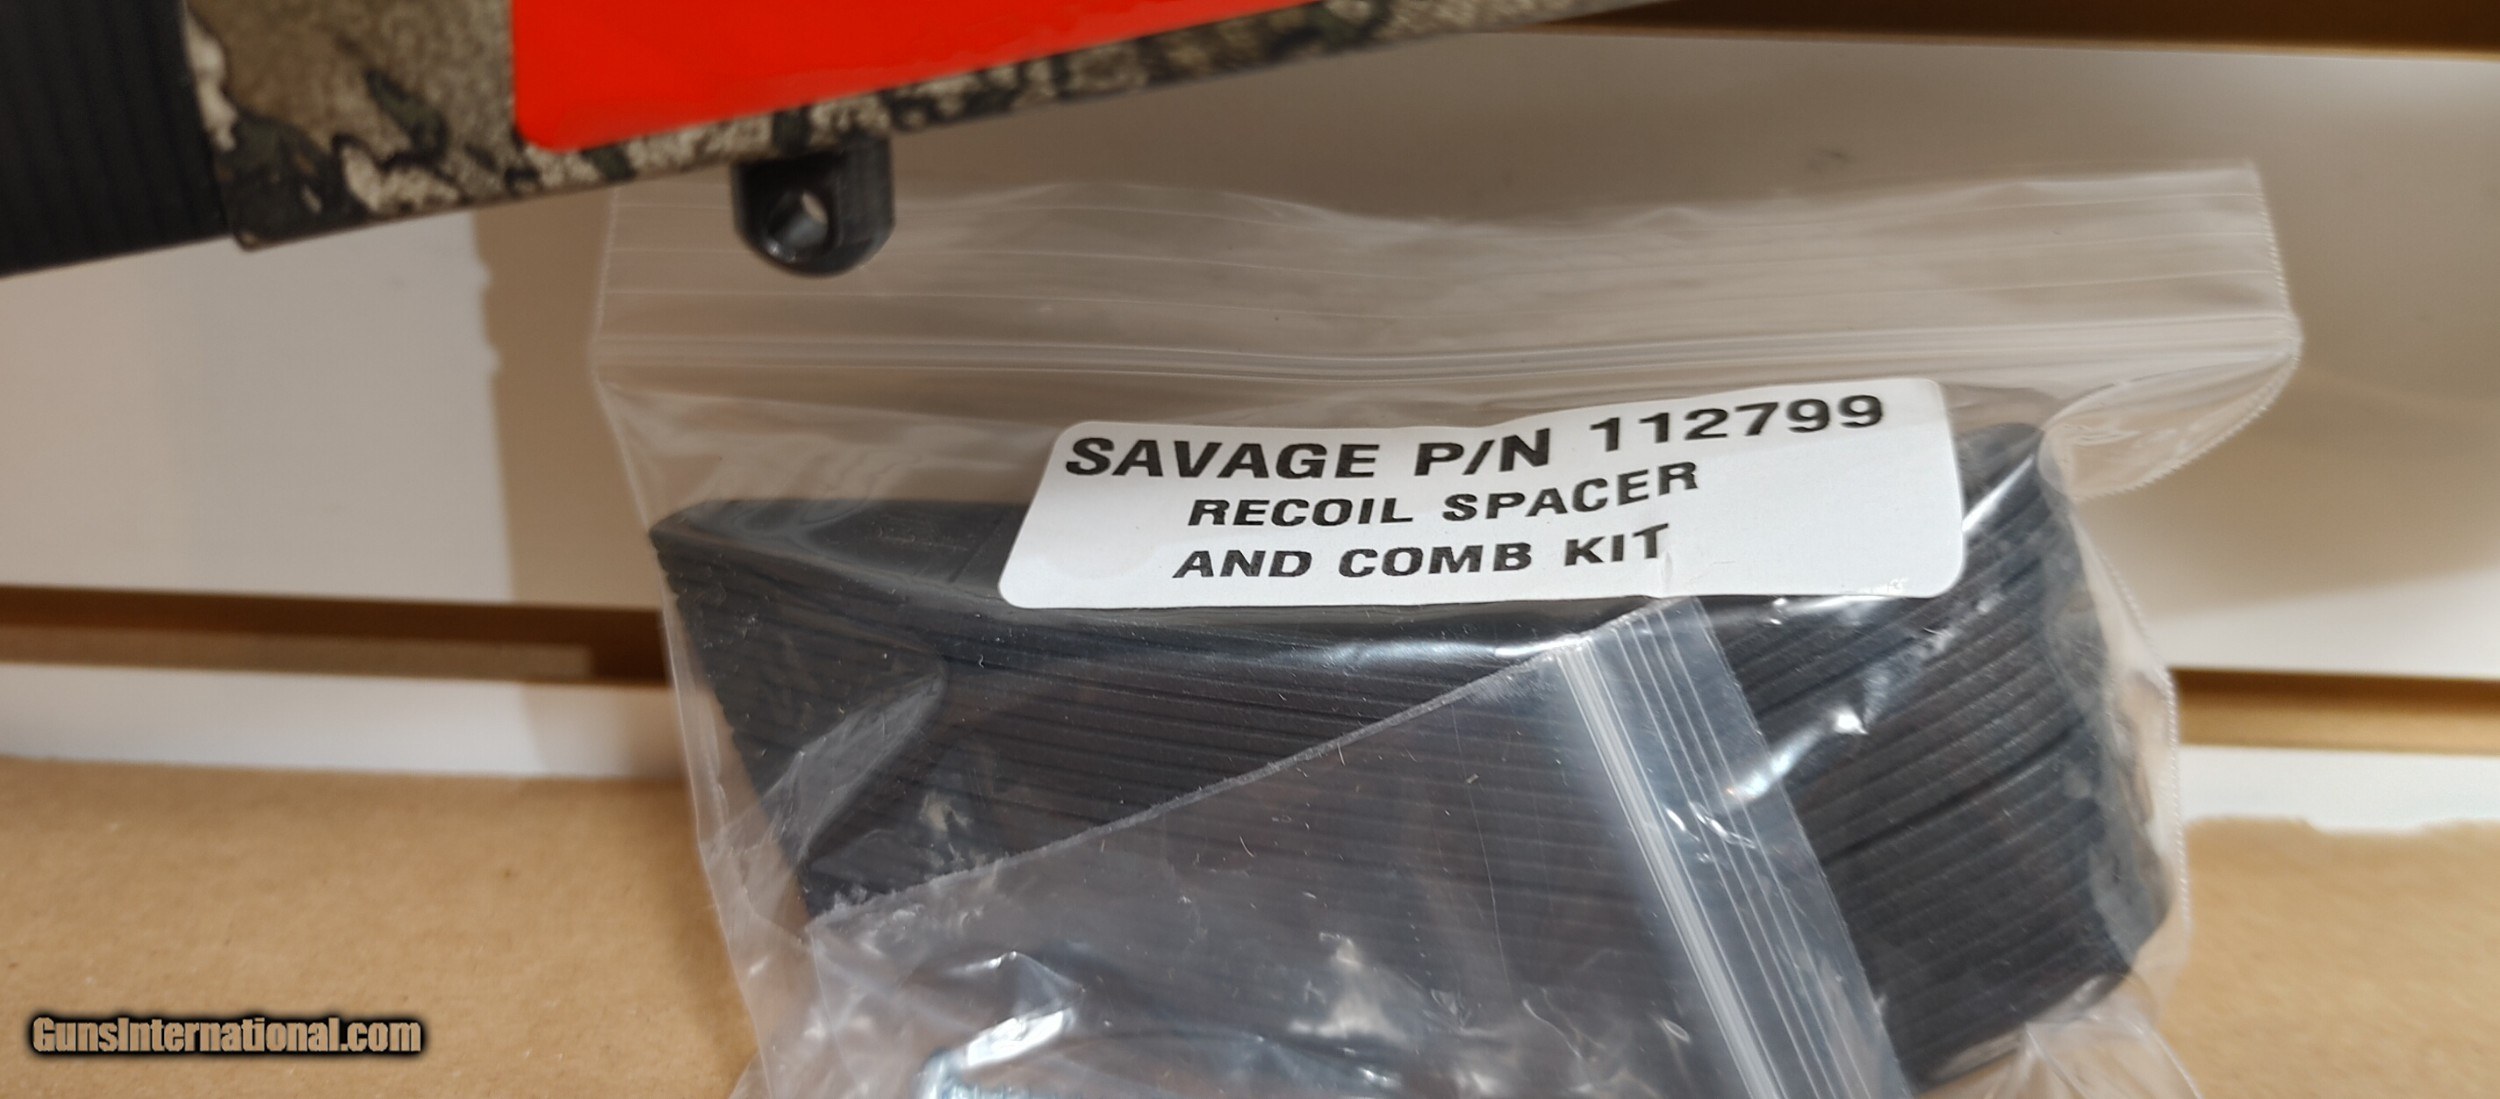 SAVAGE P/N 112799
RECOIL SPACER
AND COMB KIT
GunsInternational.com